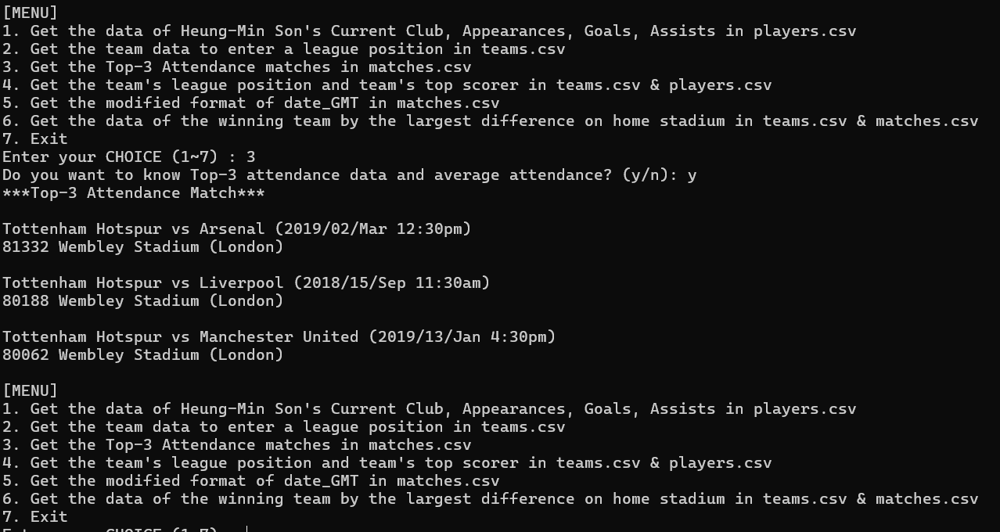 [MENU]
1. Get the data of Heung-Min Son's Current Club, Appearances, Goals, Assists in players.csv
2. Get the team data to enter a league position in teams.csv
3. Get the Top-3 Attendance matches in matches.csv
4. Get the team's league position and team's top scorer in teams.csv & players.csv
5. Get the modified format of date_GMT in matches.csv
6. Get the data of the winning team by the largest difference on home stadium in teams.csv & matches.csv
7. Exit
Enter your CHOICE (1~7) : 3
Do you want to know Top-3 attendance data and average attendance? (y/n): y
***Top-3 Attendance Match***
Tottenham Hotspur vs Arsenal (2019/02/Mar 12:30pm)
81332 Wembley Stadium (London)
Tottenham Hotspur vs Liverpool (2018/15/Sep 11:30am)
80188 Wembley Stadium (London)
Tottenham Hotspur vs Manchester United (2019/13/Jan 4:30pm)
80062 Wembley Stadium (London)
[MENU]
1. Get the data of Heung-Min Son's Current Club, Appearances, Goals, Assists in players.csv
2. Get the team data to enter a league position in teams.csv
3. Get the Top-3 Attendance matches in matches.csv
4. Get the team's league position and team's top scorer in teams.csv & players.csv
5. Get the modified format of date_GMT in matches.csv
6. Get the data of the winning team by the largest difference on home stadium in teams.csv & matches.csv
7. Exit
CHOICE